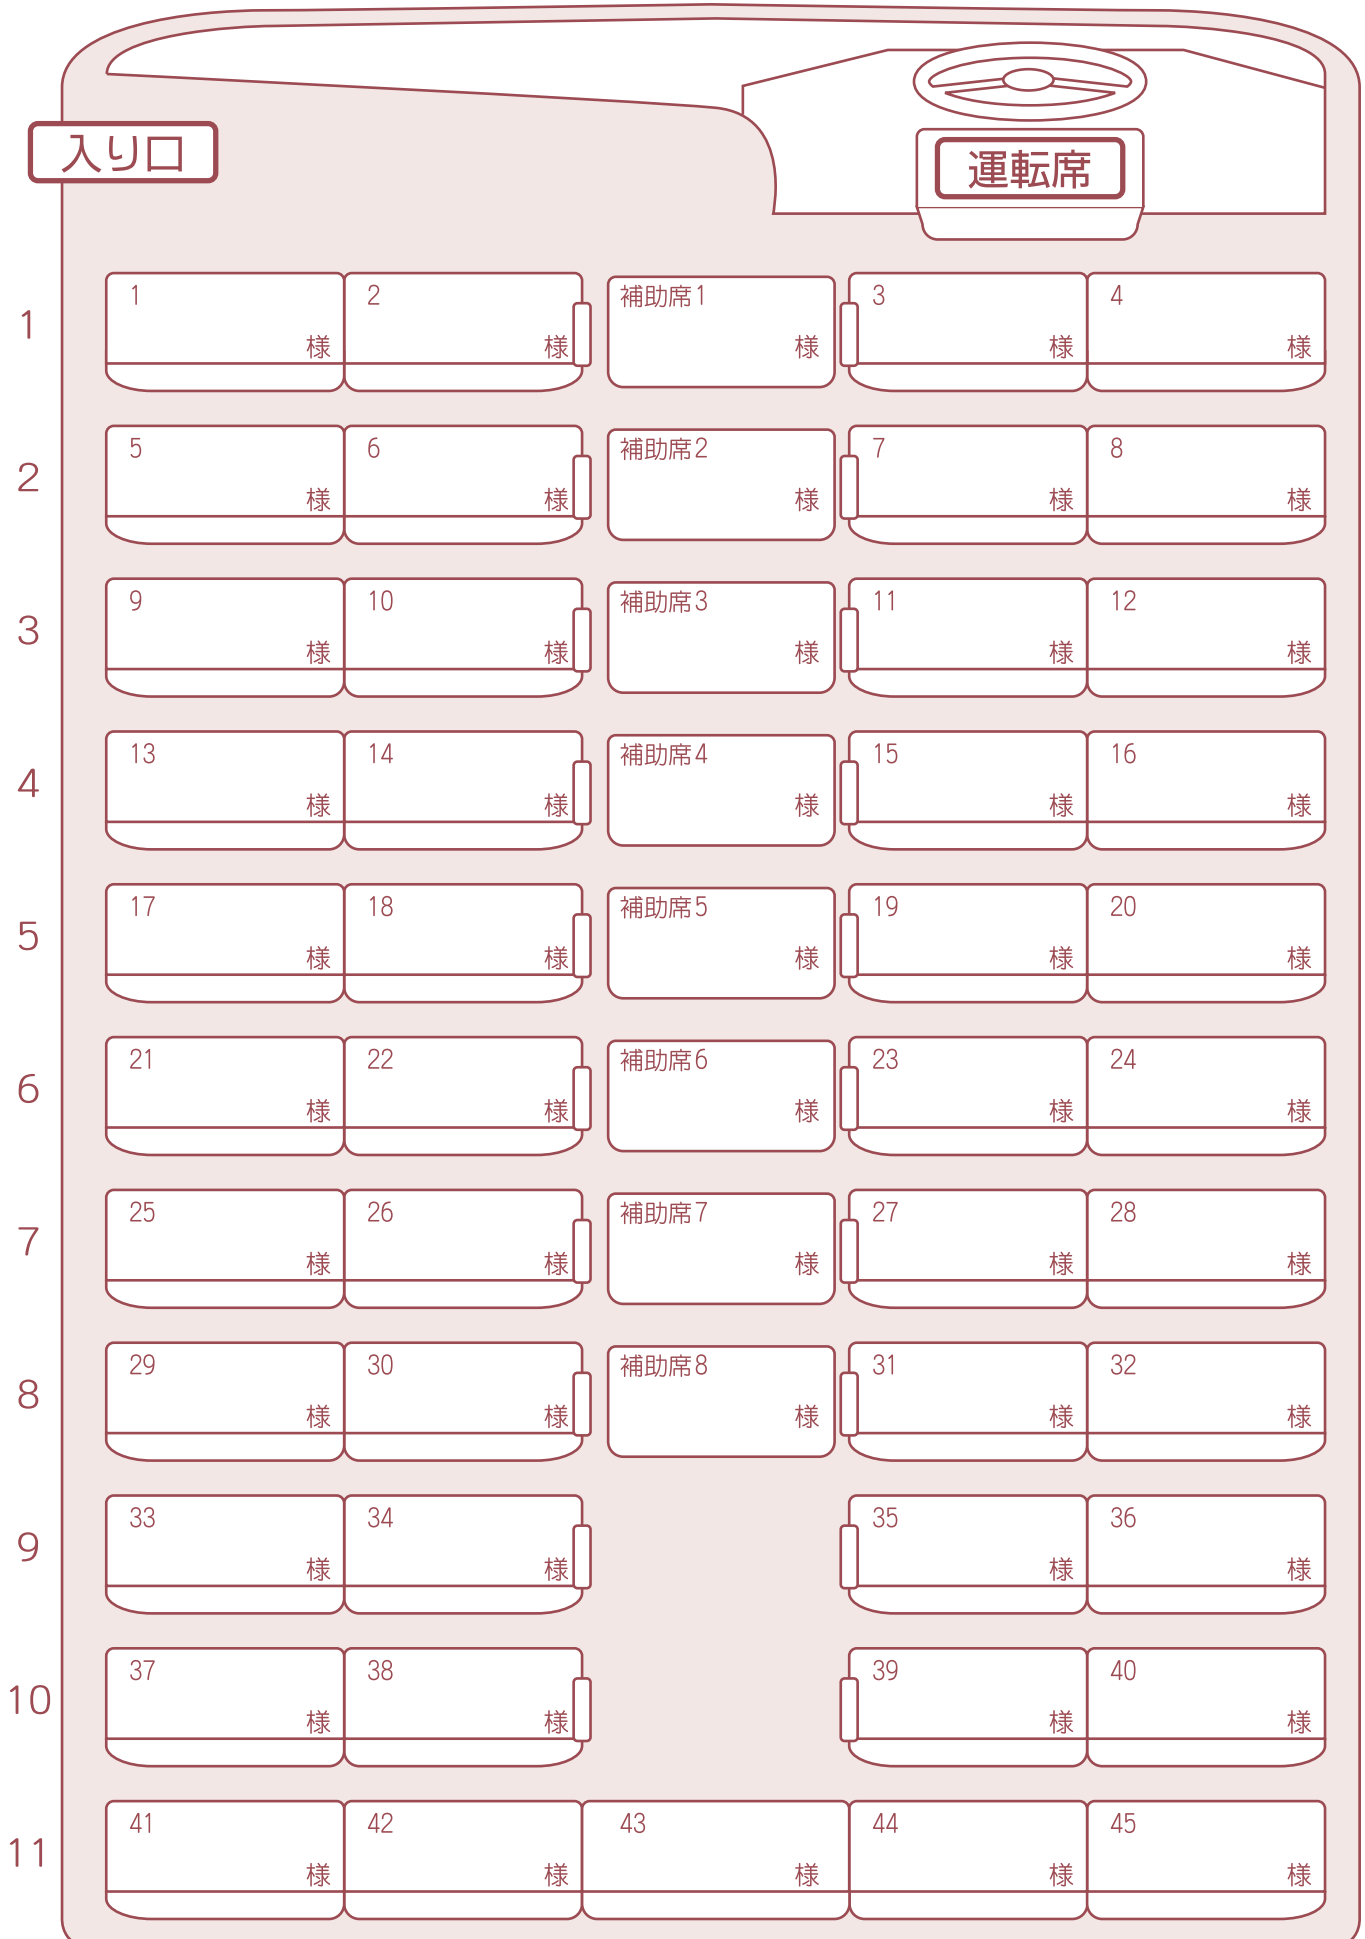 入り口
運転席
1 1 様 2 様 補助席1 様 3 様 4 様
2 5 様 6 様 補助席2 様 7 様 8 様
3 9 様 10 様 補助席3 様 11 様 12 様
4 13 様 14 様 補助席4 様 15 様 16 様
5 17 様 18 様 補助席5 様 19 様 20 様
6 21 様 22 様 補助席6 様 23 様 24 様
7 25 様 26 様 補助席7 様 27 様 28 様
8 29 様 30 様 補助席8 様 31 様 32 様
9 33 様 34 様 35 様 36 様
10 37 様 38 様 39 様 40 様
11 41 様 42 様 43 様 44 様 45 様